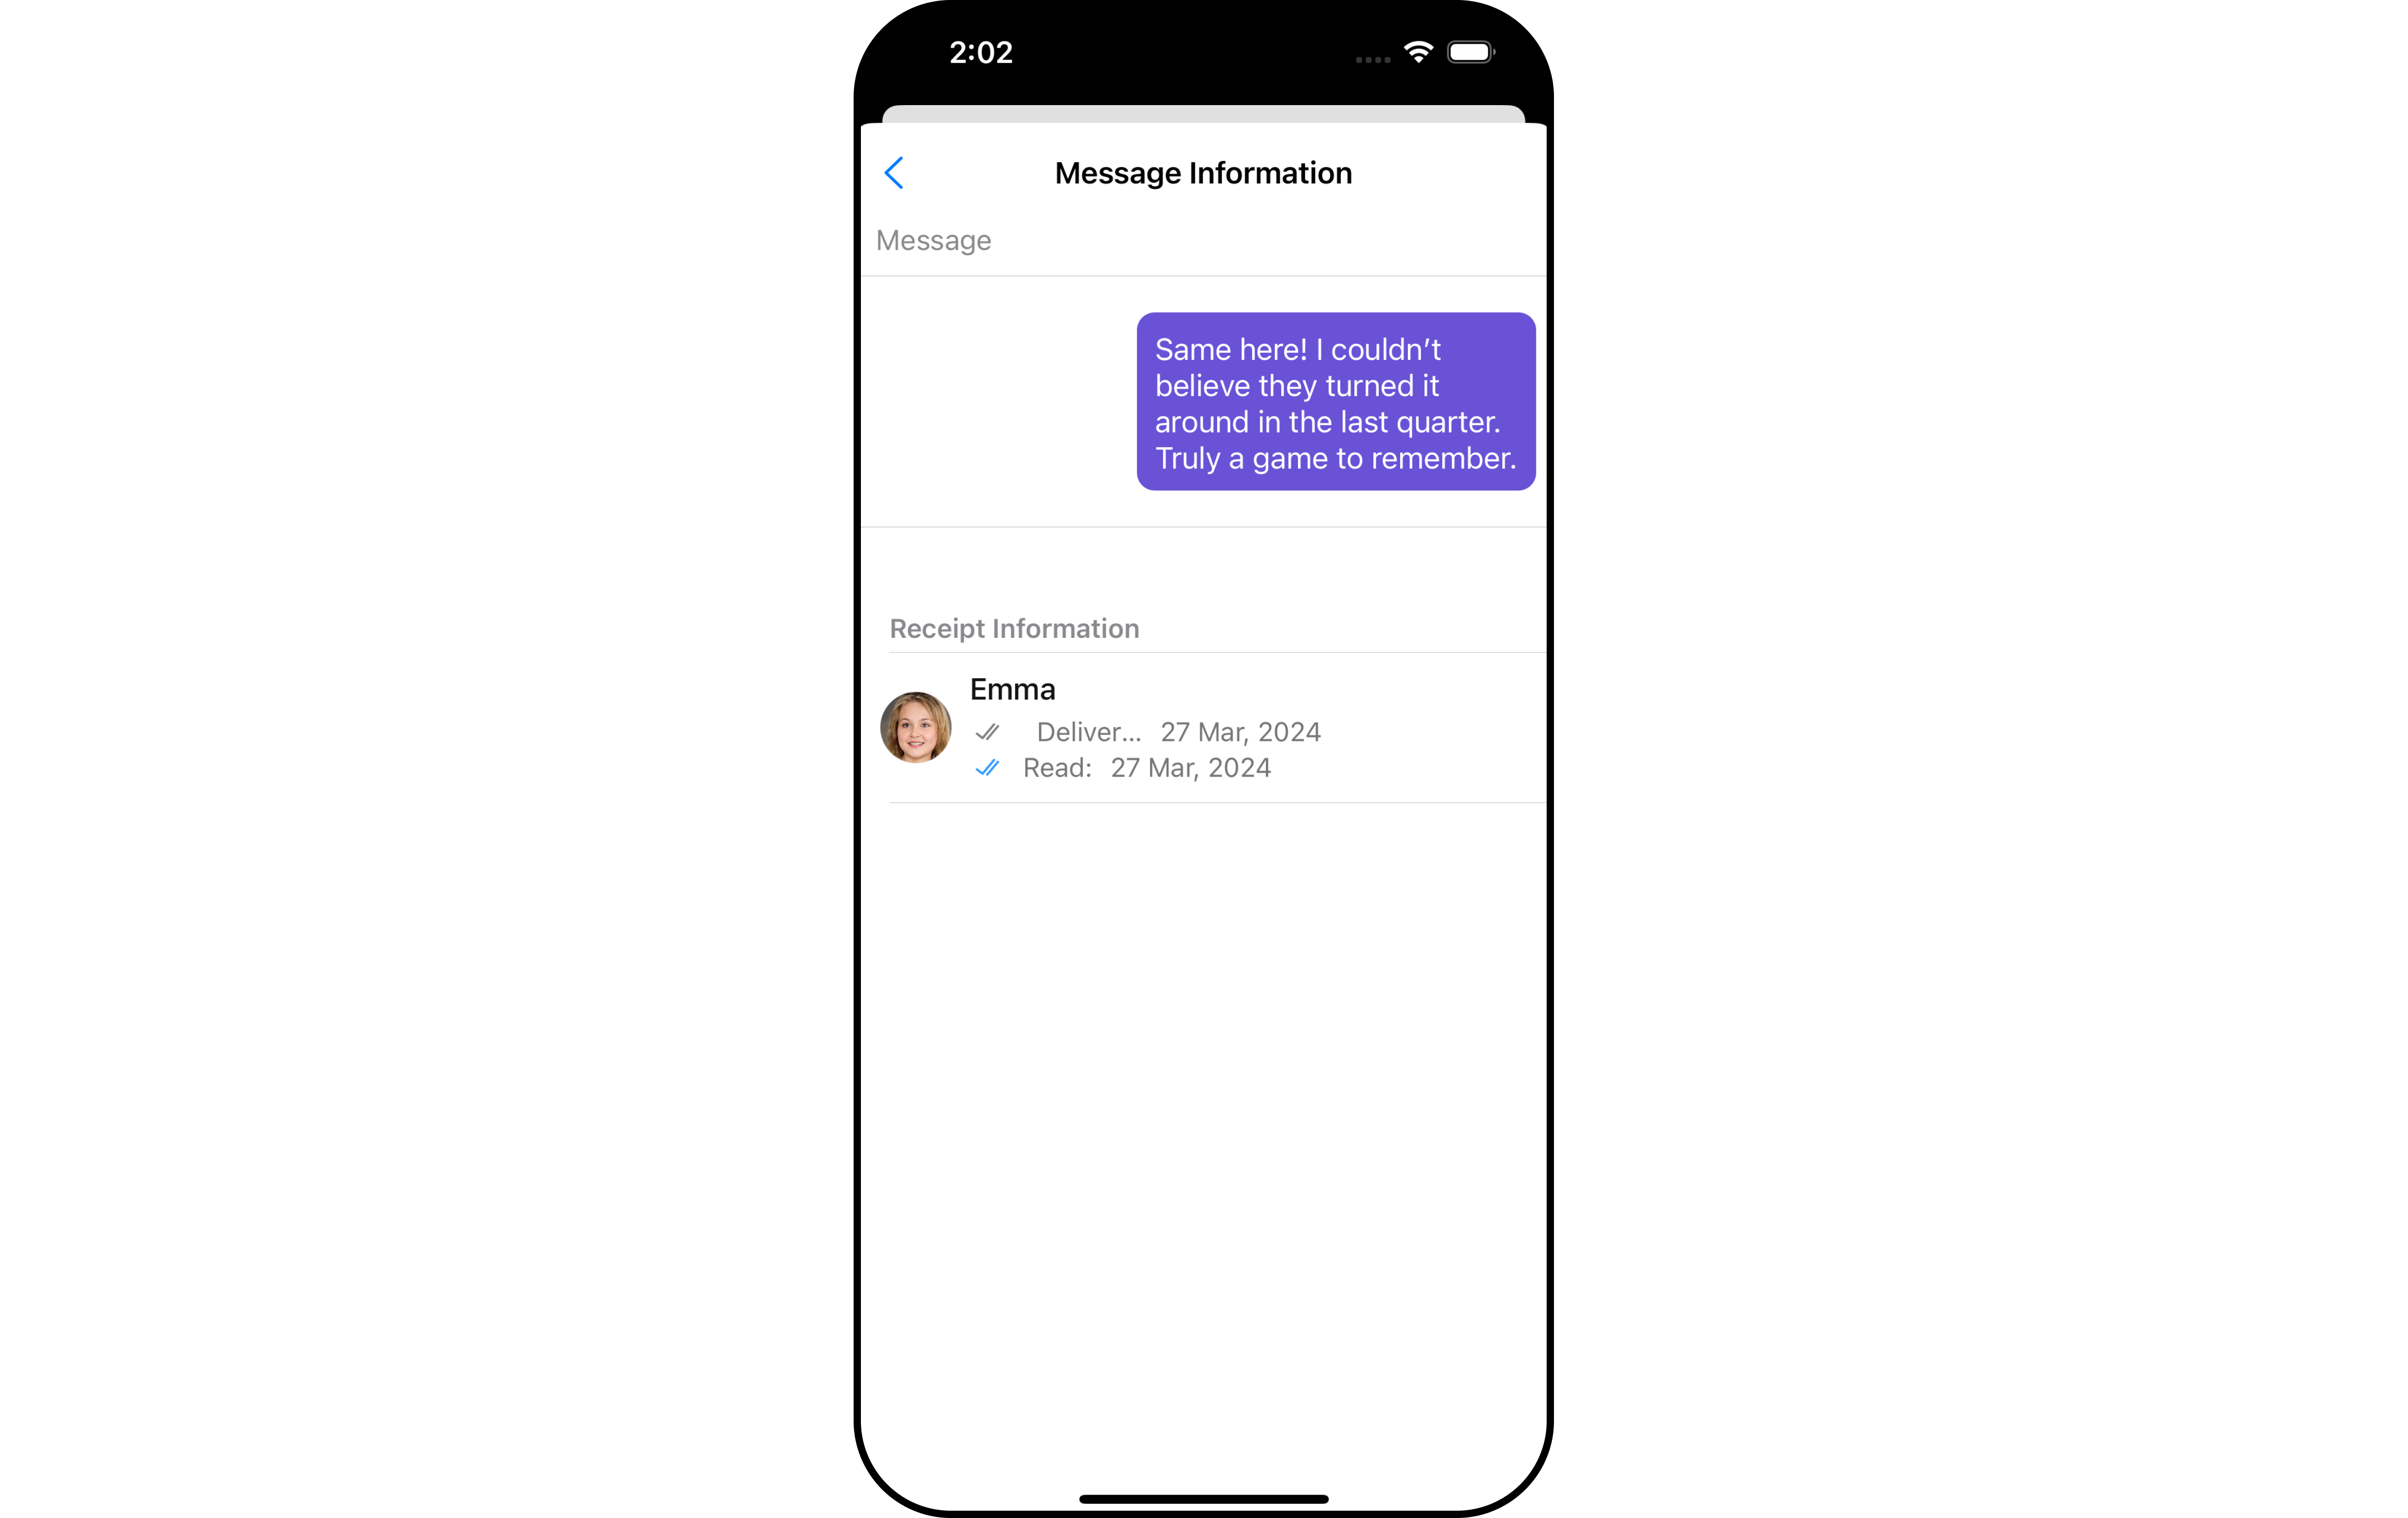 2:02
Message Information
Message
Same here! I couldn’t
believe they turned it
around in the last quarter.
Truly a game to remember.
Receipt Information
Emma
Deliver... 27 Mar, 2024
Read: 27 Mar, 2024